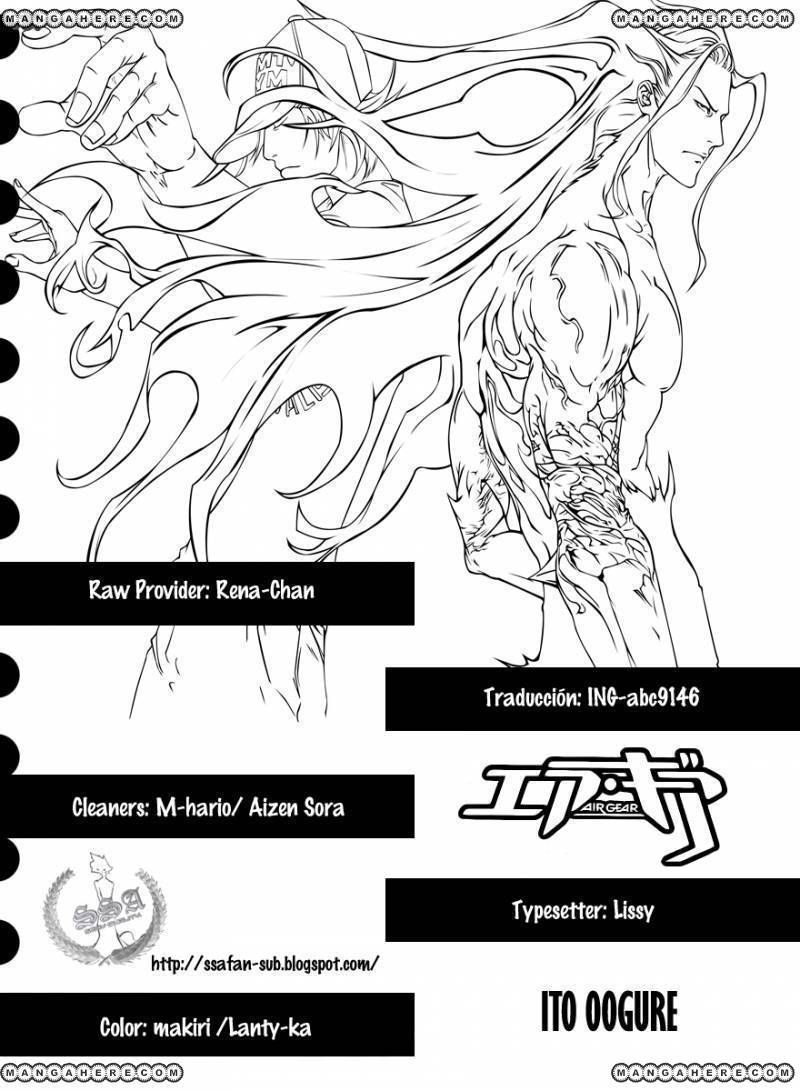 MANGAHERE.COM
MANGAHERE.COM
Raw Provider: Rena-Chan
Traducción: ING-abc9146
エア・ギア
AIR GEAR
Cleaners: M-hario/ Aizen Sora
SSA
Typesetter: Lissy
http://ssafan-sub.blogspot.com/
Color: makiri /Lanty-ka
ITO OOGURE
MANGAHERE.COM
MANGAHERE.COM